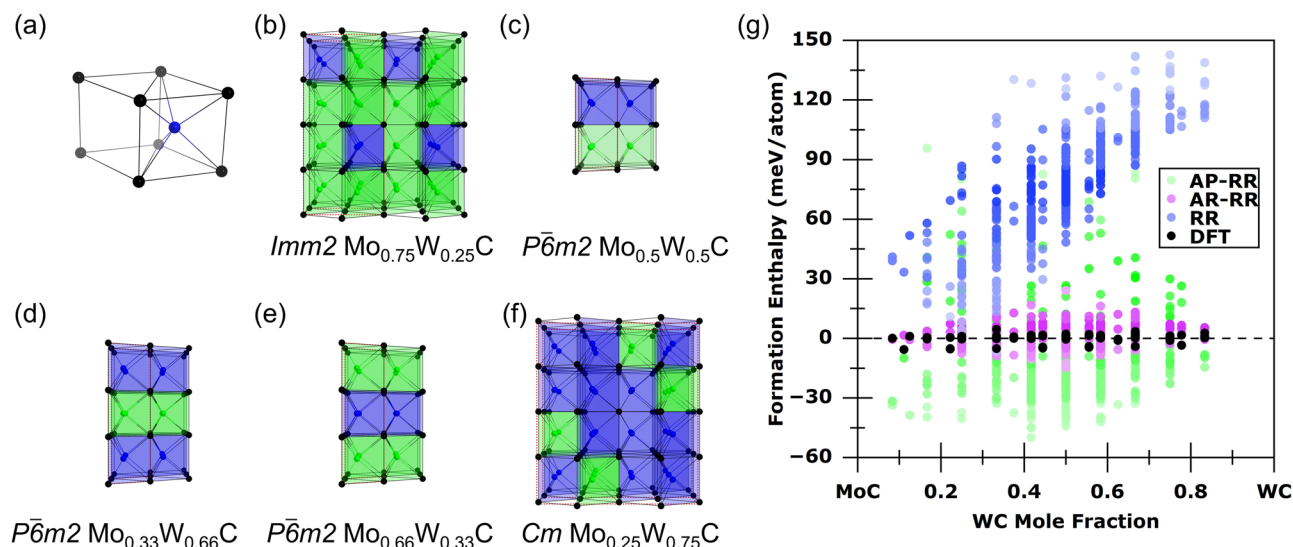 (a)
(b)
Imm2 Mo0.75W0.25C
(c)
P6̅m2 Mo0.5W0.5C
(d)
P6̅m2 Mo0.33W0.66C
(e)
P6̅m2 Mo0.66W0.33C
(f)
Cm Mo0.25W0.75C
(g)
Formation Enthalpy (meV/atom)
150
120
90
60
30
0
−30
−60
AP-RR
AR-RR
RR
DFT
MoC 0.2 0.4 0.6 0.8 WC
WC Mole Fraction